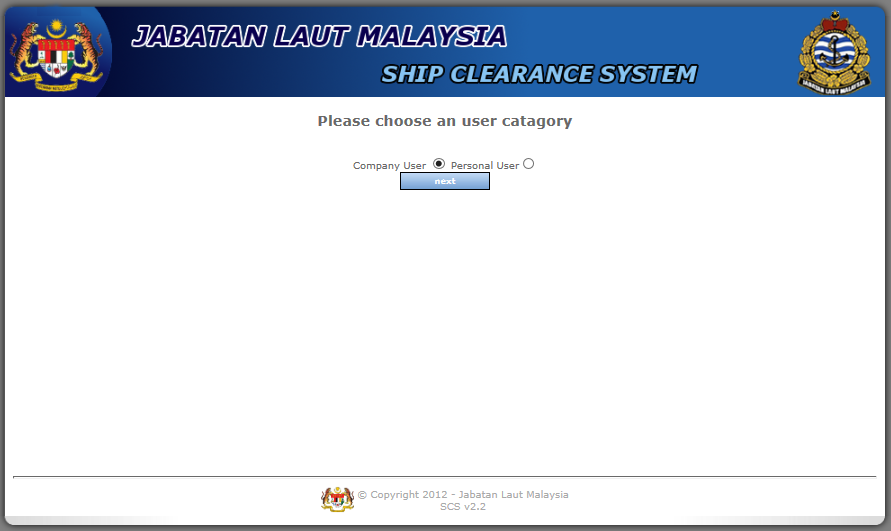 JABATAN LAUT MALAYSIA
SHIP CLEARANCE SYSTEM
Please choose an user catagory
Company User Personal User
next
© Copyright 2012 - Jabatan Laut Malaysia
SCS v2.2